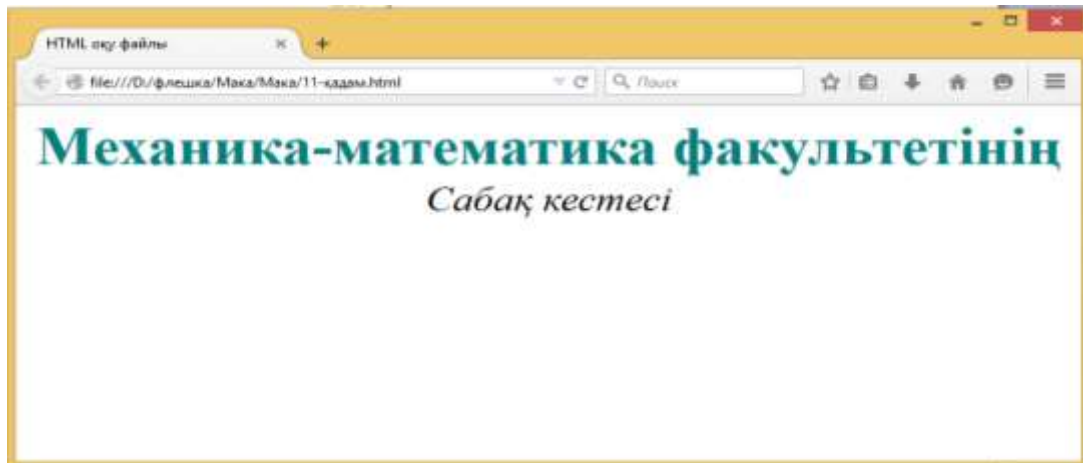 HTML оқу файлы
file:///D:/флешка/Мака/Мака/11-қадам.html
Поиск
Механика-математика факультетінің
Сабақ кестесі